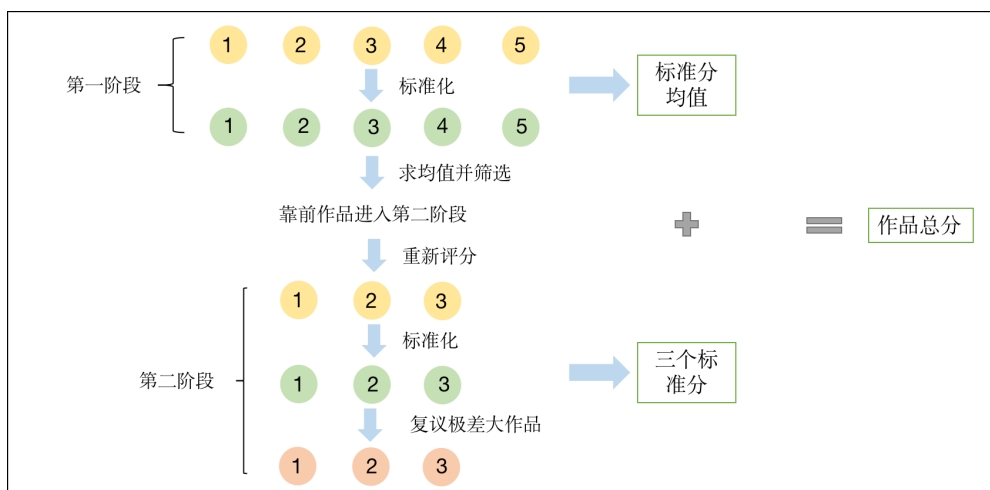 1 2 3 4 5
第一阶段
标准化
标准分
均值
1 2 3 4 5
求均值并筛选
靠前作品进入第二阶段
作品总分
重新评分
1 2 3
标准化
第二阶段
三个标
准分
1 2 3
复议极差大作品
1 2 3